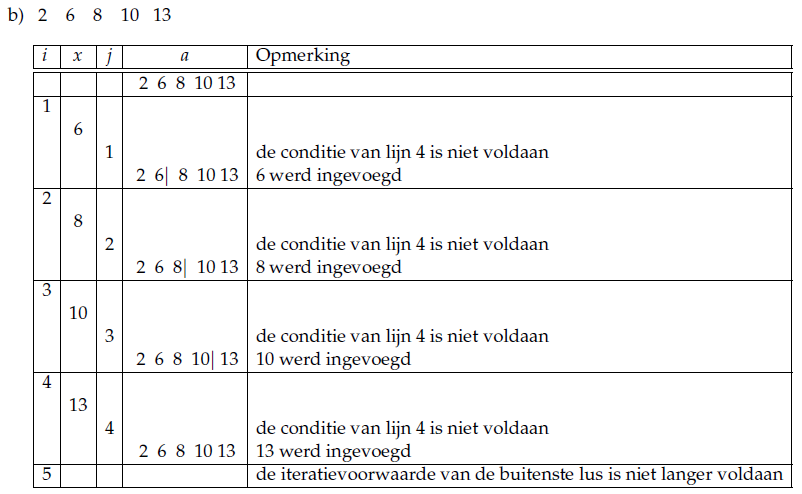 b) 2 6 8 10 13
i x j a Opmerking
2 6 8 10 13
1
6
1 de conditie van lijn 4 is niet voldaan
2 6| 8 10 13 6 werd ingevoegd
2
8
2 de conditie van lijn 4 is niet voldaan
2 6 8| 10 13 8 werd ingevoegd
3
10
3 de conditie van lijn 4 is niet voldaan
2 6 8 10| 13 10 werd ingevoegd
4
13
4 de conditie van lijn 4 is niet voldaan
2 6 8 10 13 13 werd ingevoegd
5 de iteratievoorwaarde van de buitenste lus is niet langer voldaan